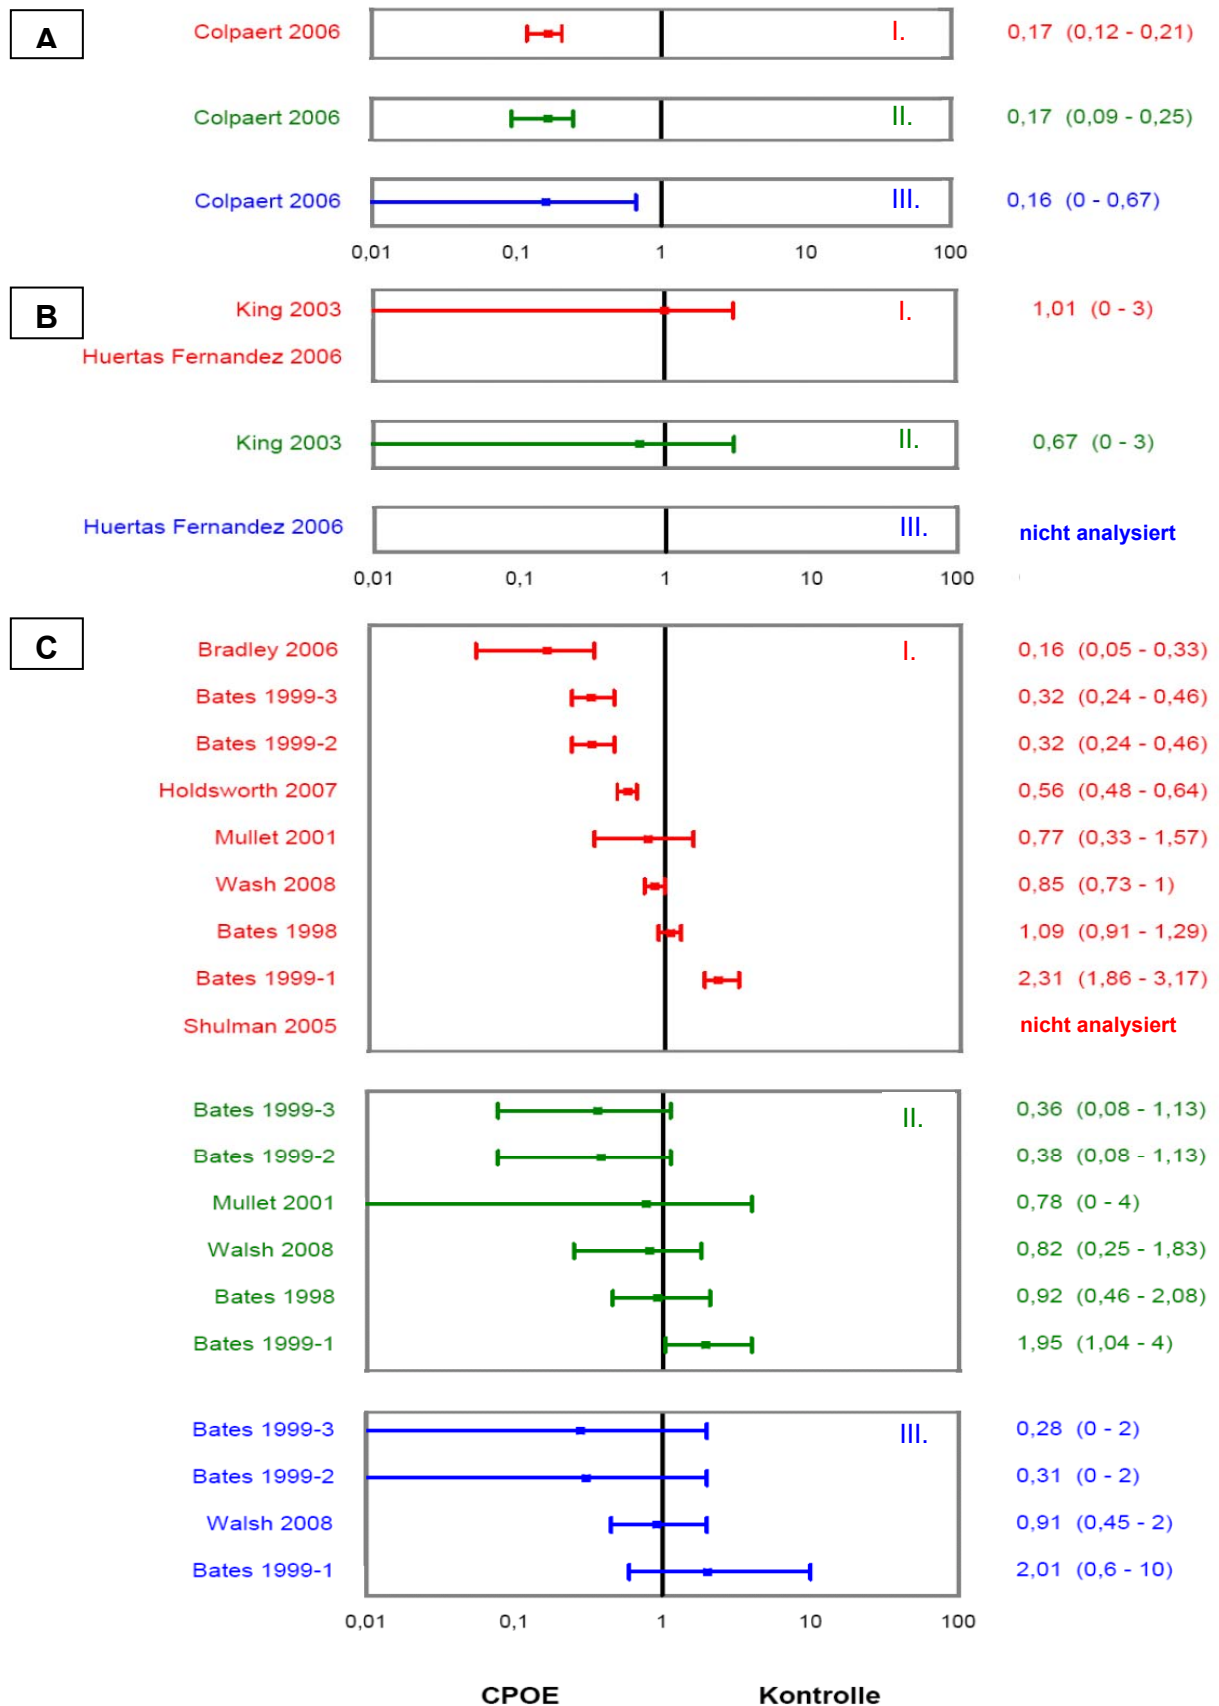 A
Colpaert 2006 I. 0,17 (0,12 - 0,21)
Colpaert 2006 II. 0,17 (0,09 - 0,25)
Colpaert 2006 III. 0,16 (0 - 0,67)
0,01 0,1 1 10 100
B
King 2003 I. 1,01 (0 - 3)
Huertas Fernandez 2006
King 2003 II. 0,67 (0 - 3)
Huertas Fernandez 2006 III. nicht analysiert
0,01 0,1 1 10 100
C
Bradley 2006 I. 0,16 (0,05 - 0,33)
Bates 1999-3 0,32 (0,24 - 0,46)
Bates 1999-2 0,32 (0,24 - 0,46)
Holdsworth 2007 0,56 (0,48 - 0,64)
Mullet 2001 0,77 (0,33 - 1,57)
Wash 2008 0,85 (0,73 - 1)
Bates 1998 1,09 (0,91 - 1,29)
Bates 1999-1 2,31 (1,86 - 3,17)
Shulman 2005 nicht analysiert
Bates 1999-3 II. 0,36 (0,08 - 1,13)
Bates 1999-2 0,38 (0,08 - 1,13)
Mullet 2001 0,78 (0 - 4)
Walsh 2008 0,82 (0,25 - 1,83)
Bates 1998 0,92 (0,46 - 2,08)
Bates 1999-1 1,95 (1,04 - 4)
Bates 1999-3 III. 0,28 (0 - 2)
Bates 1999-2 0,31 (0 - 2)
Walsh 2008 0,91 (0,45 - 2)
Bates 1999-1 2,01 (0,6 - 10)
0,01 0,1 1 10 100
CPOE Kontrolle